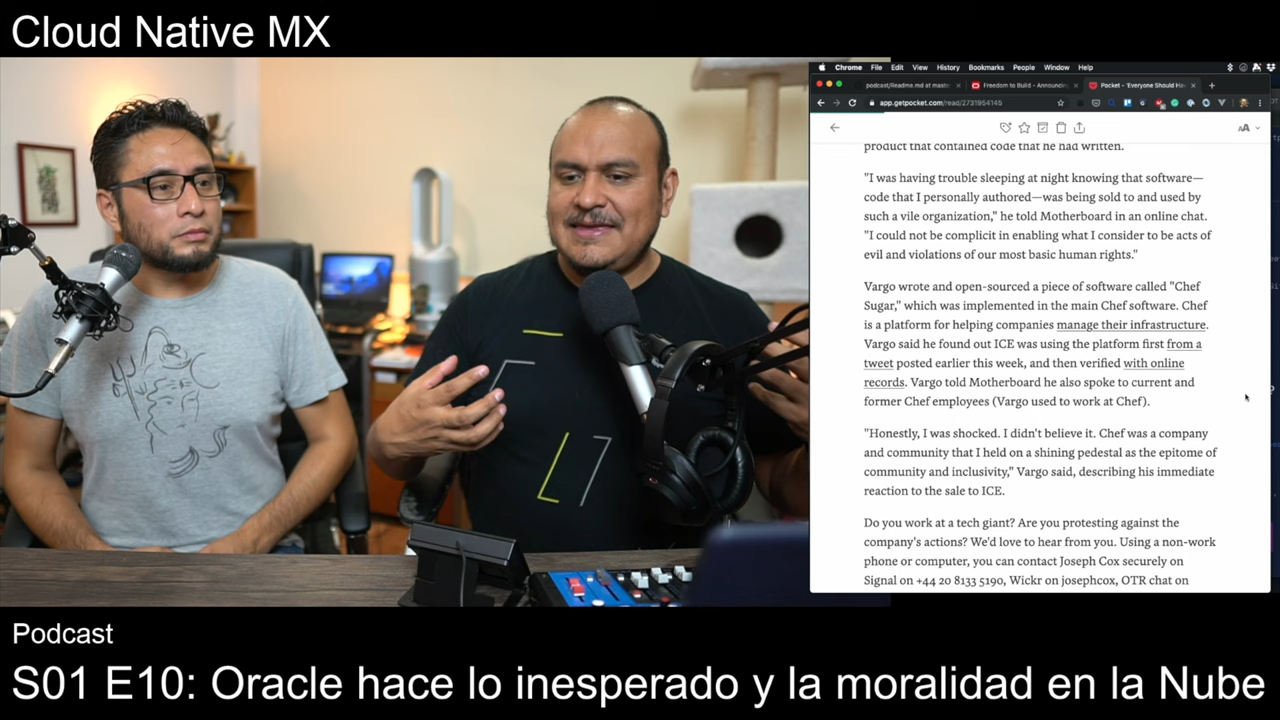 Cloud Native MX
Chrome File Edit View History Bookmarks People Window Help
podcast/Readme.md at maste
Freedom to Build – Announcing
Pocket - 'Everyone Should Ha
app.getpocket.com/read/2731954145
AA
product that contained code that he had written.
"I was having trouble sleeping at night knowing that software—
code that I personally authored—was being sold to and used by
such a vile organization," he told Motherboard in an online chat.
"I could not be complicit in enabling what I consider to be acts of
evil and violations of our most basic human rights."
Vargo wrote and open-sourced a piece of software called "Chef
Sugar," which was implemented in the main Chef software. Chef
is a platform for helping companies manage their infrastructure.
Vargo said he found out ICE was using the platform first from a
tweet posted earlier this week, and then verified with online
records. Vargo told Motherboard he also spoke to current and
former Chef employees (Vargo used to work at Chef).
"Honestly, I was shocked. I didn't believe it. Chef was a company
and community that I held on a shining pedestal as the epitome of
community and inclusivity," Vargo said, describing his immediate
reaction to the sale to ICE.
Do you work at a tech giant? Are you protesting against the
company's actions? We'd love to hear from you. Using a non-work
phone or computer, you can contact Joseph Cox securely on
Signal on +44 20 8133 5190, Wickr on josephcox, OTR chat on
Podcast
S01 E10: Oracle hace lo inesperado y la moralidad en la Nube